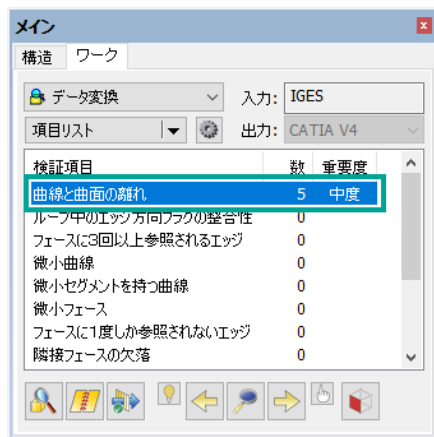 メイン
構造 ワーク
データ変換 入力: IGES
項目リスト 出力: CATIA V4
検証項目 数 重要度
曲線と曲面の離れ 5 中度
ループ中のエッジ方向フラグの整合性 0
フェースに3回以上参照されるエッジ 0
微小曲線 0
微小セグメントを持つ曲線 0
微小フェース 0
フェースに1度しか参照されないエッジ 0
隣接フェースの欠落 0